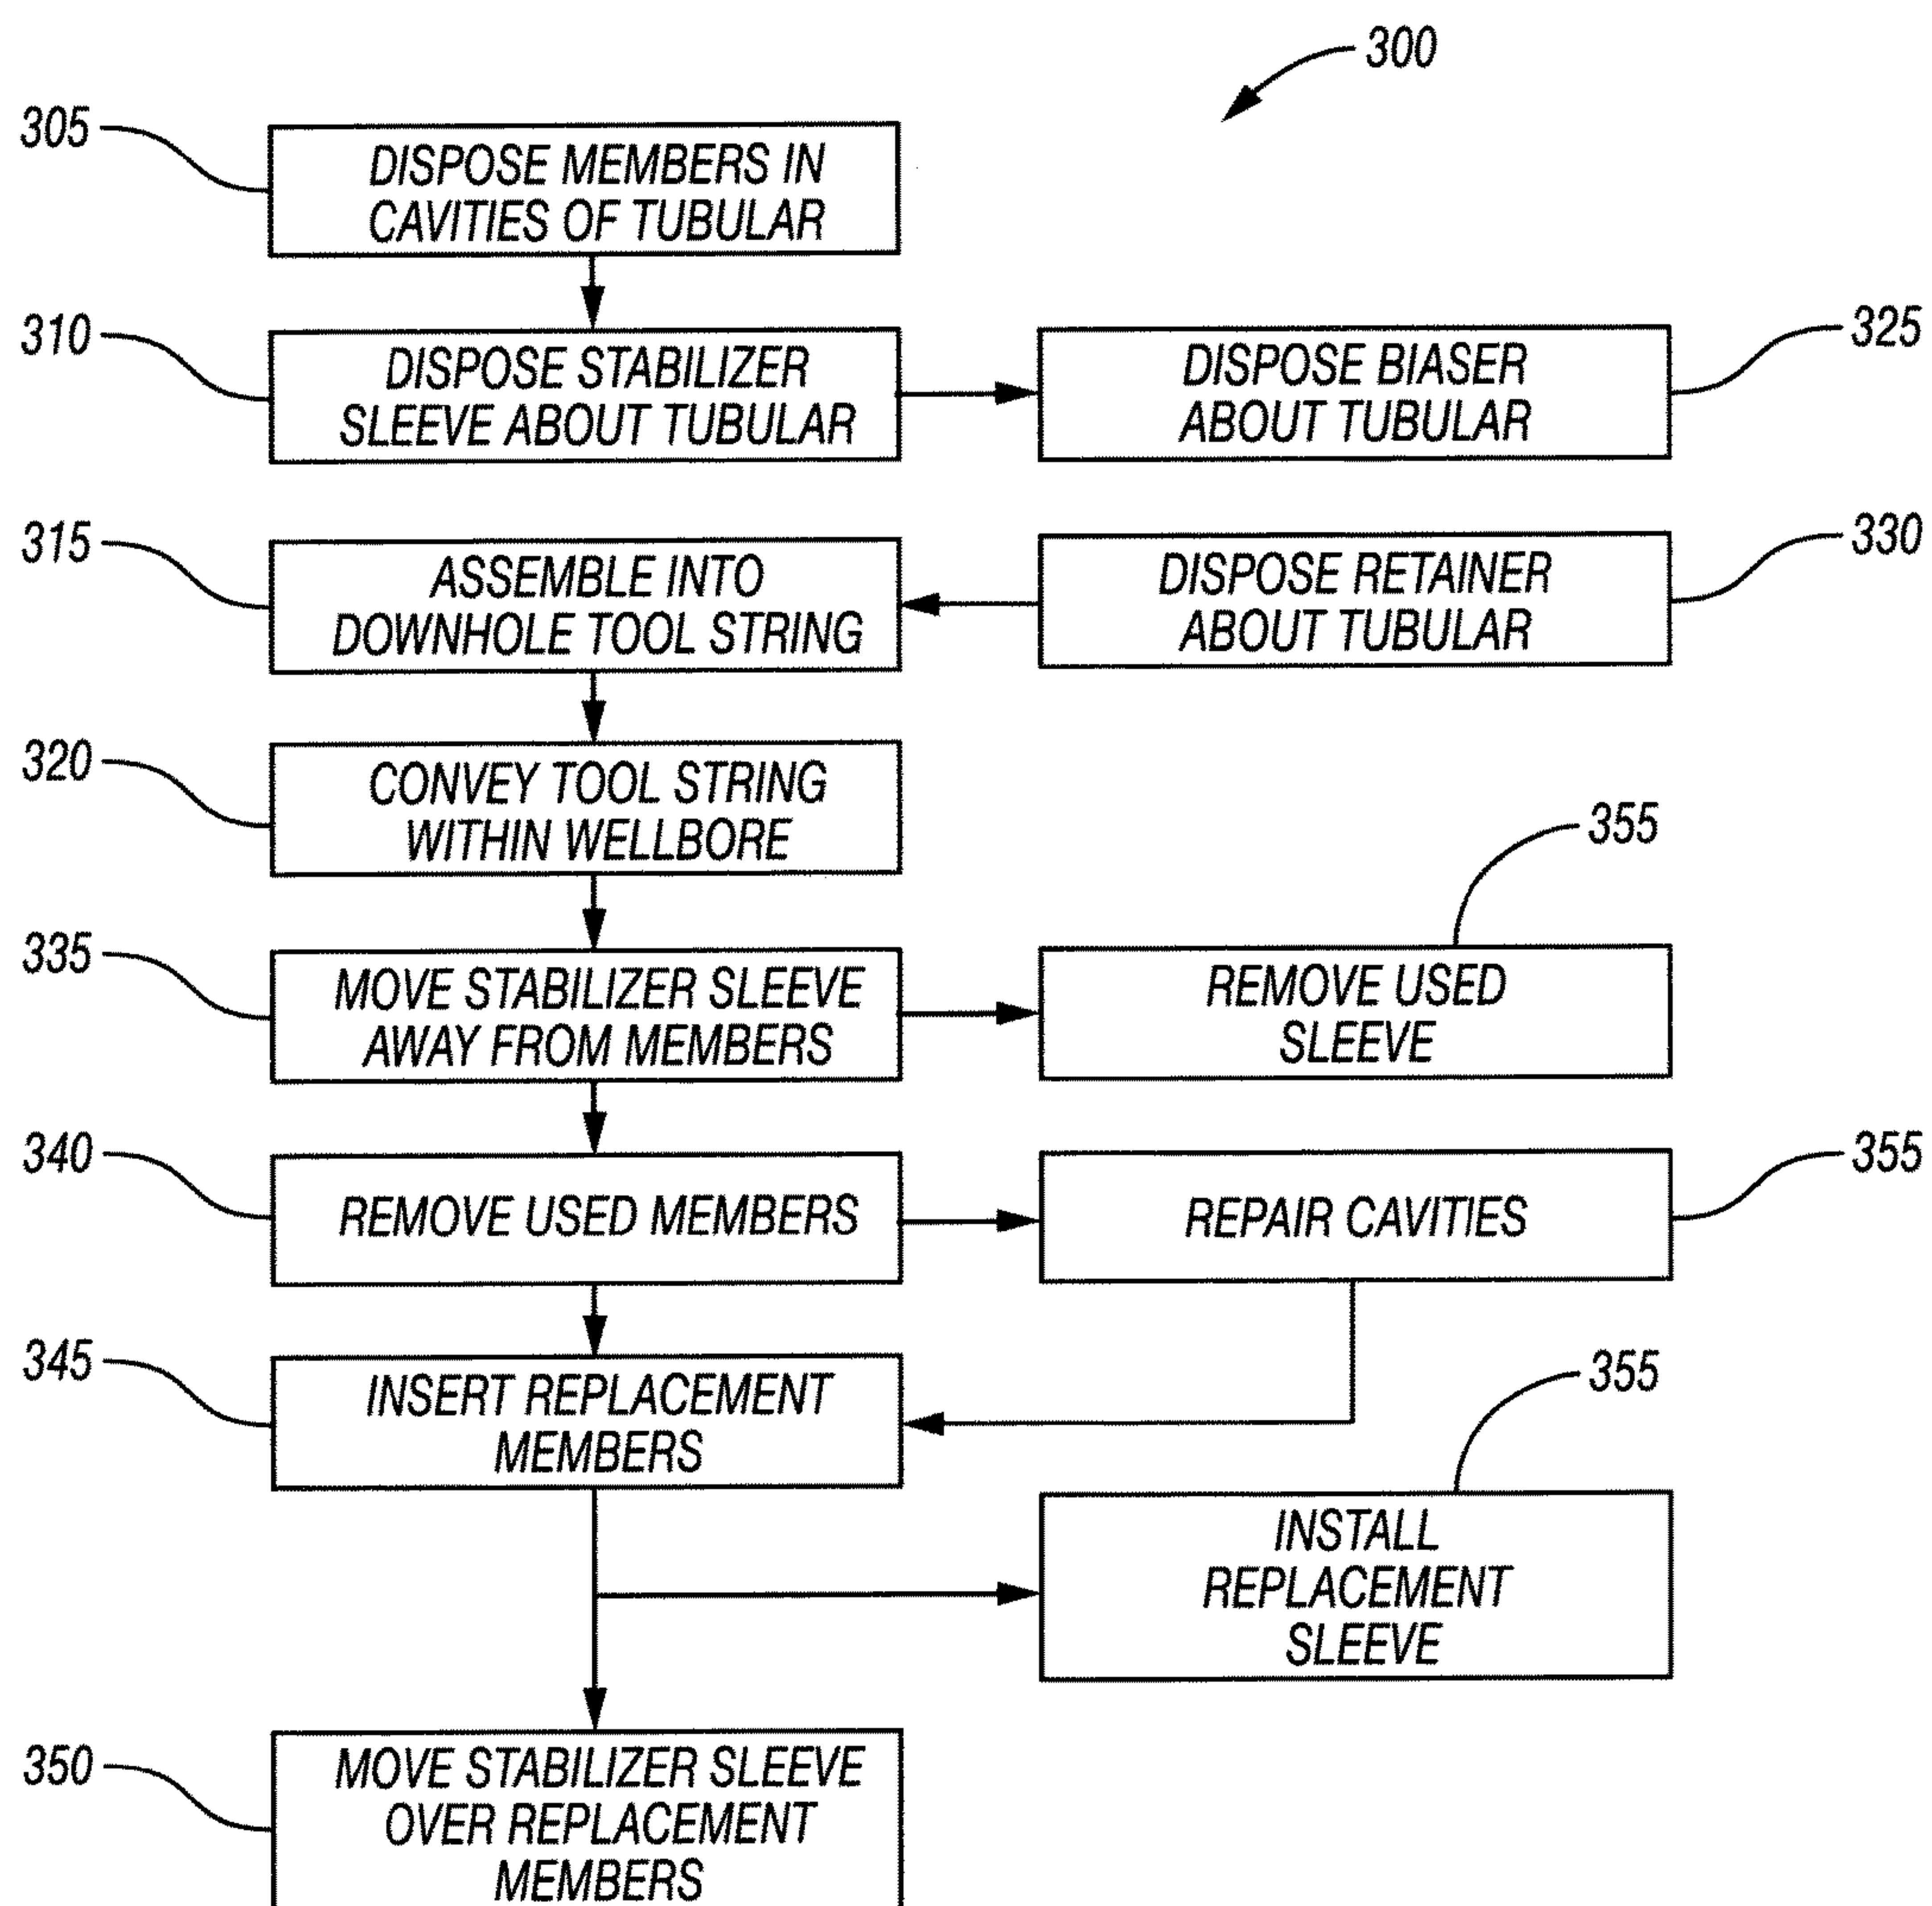 300
305
DISPOSE MEMBERS IN
CAVITIES OF TUBULAR
310
DISPOSE STABILIZER
SLEEVE ABOUT TUBULAR
325
DISPOSE BIASER
ABOUT TUBULAR
315
ASSEMBLE INTO
DOWNHOLE TOOL STRING
330
DISPOSE RETAINER
ABOUT TUBULAR
320
CONVEY TOOL STRING
WITHIN WELLBORE
355
335
MOVE STABILIZER SLEEVE
AWAY FROM MEMBERS
REMOVE USED
SLEEVE
340
REMOVE USED MEMBERS
355
REPAIR CAVITIES
345
INSERT REPLACEMENT
MEMBERS
355
INSTALL
REPLACEMENT
SLEEVE
350
MOVE STABILIZER SLEEVE
OVER REPLACEMENT
MEMBERS